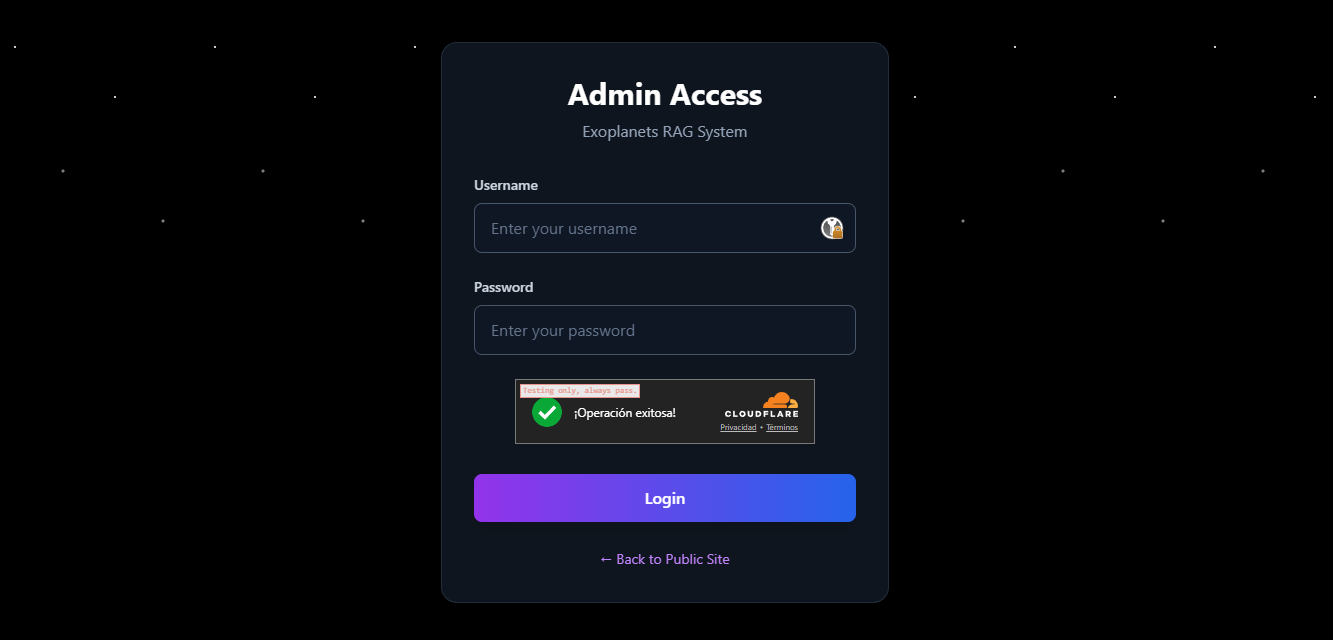 Admin Access
Exoplanets RAG System
Username
Enter your username
Password
Enter your password
Testing only, always pass.
¡Operación exitosa!
CLOUDFLARE
Privacidad • Términos
Login
← Back to Public Site